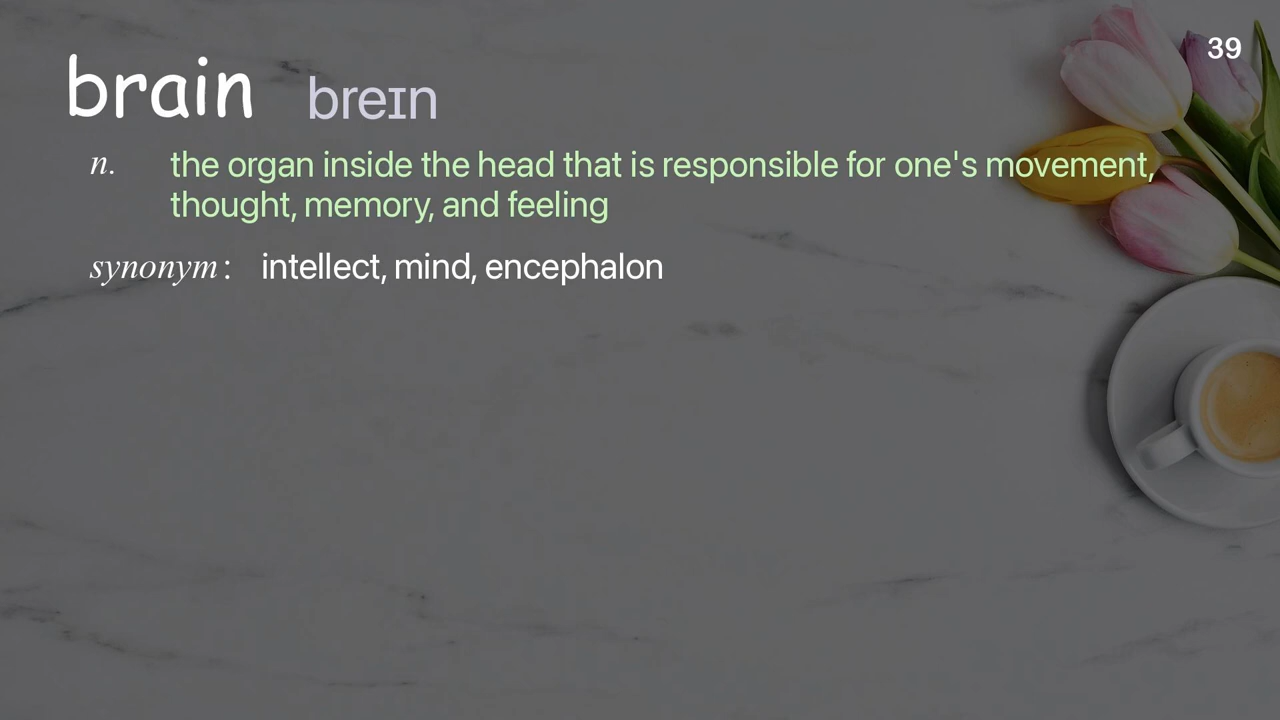 39
brain breɪn
n. the organ inside the head that is responsible for one's movement,
thought, memory, and feeling
synonym: intellect, mind, encephalon